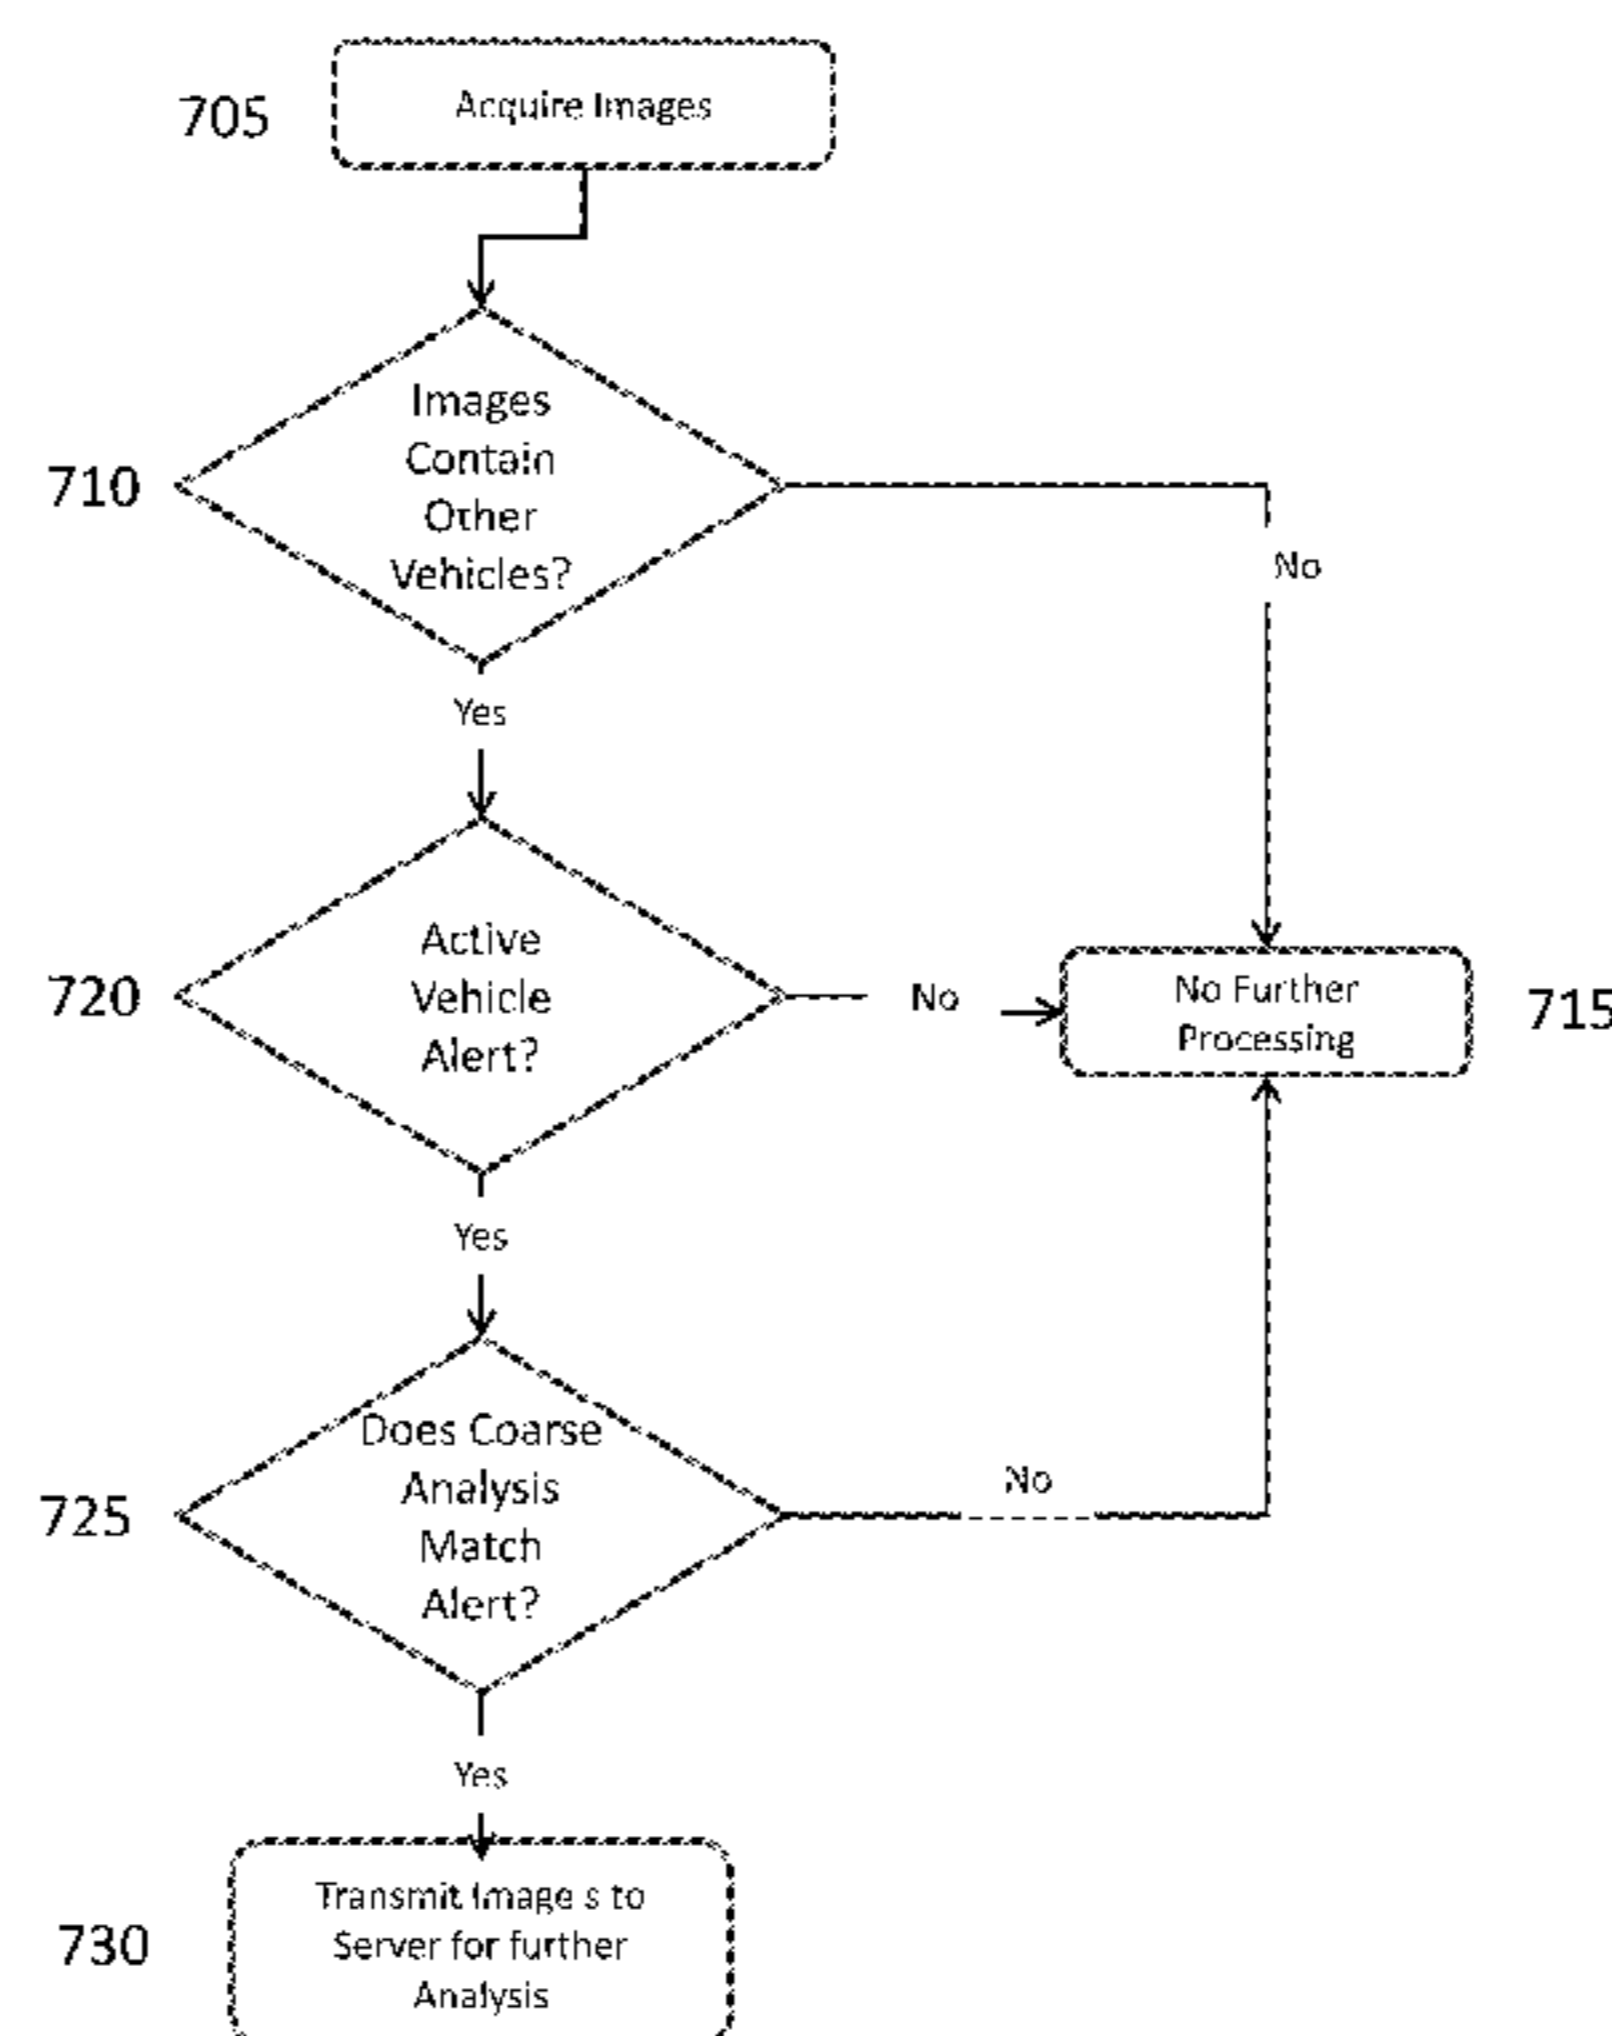 705
Acquire Images
710
Images
Contain
Other
Vehicles?
No
Yes
720
Active
Vehicle
Alert?
No
No Further
Processing
715
Yes
725
Does Coarse
Analysis
Match
Alert?
No
Yes
730
Transmit Image s to
Server for further
Analysis